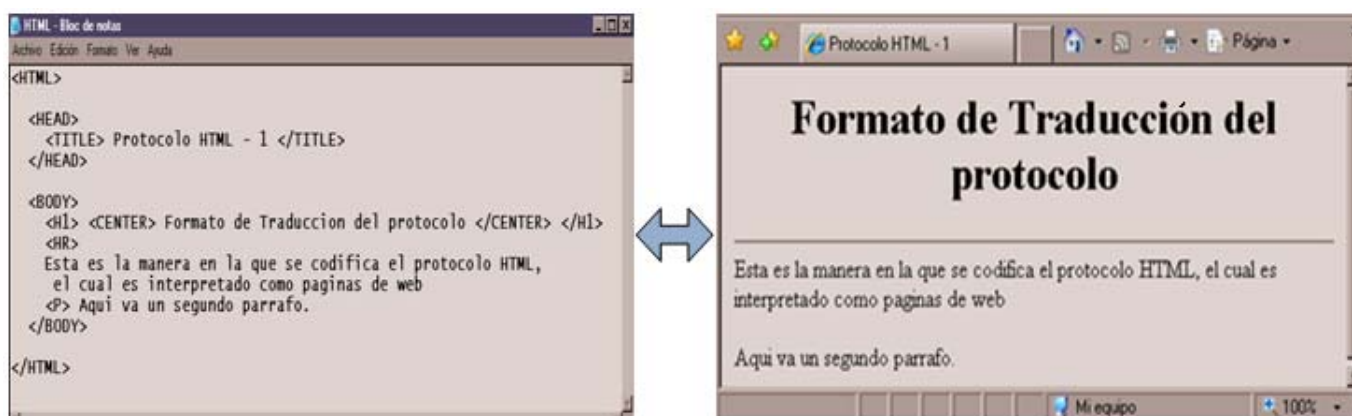 HTML - Bloc de notas
Archivo Edición Formato Ver Ayuda
<HTML>
<HEAD>
<TITLE> Protocolo HTML - 1 </TITLE>
</HEAD>
<BODY>
<H1> <CENTER> Formato de Traduccion del protocolo </CENTER> </H1>
<HR>
Esta es la manera en la que se codifica el protocolo HTML,
el cual es interpretado como paginas de web
<P> Aqui va un segundo parrafo.
</BODY>
</HTML>
Protocolo HTML - 1
Página
Formato de Traducción del
protocolo
Esta es la manera en la que se codifica el protocolo HTML, el cual es
interpretado como paginas de web
Aqui va un segundo parrafo.
Mi equipo
100%